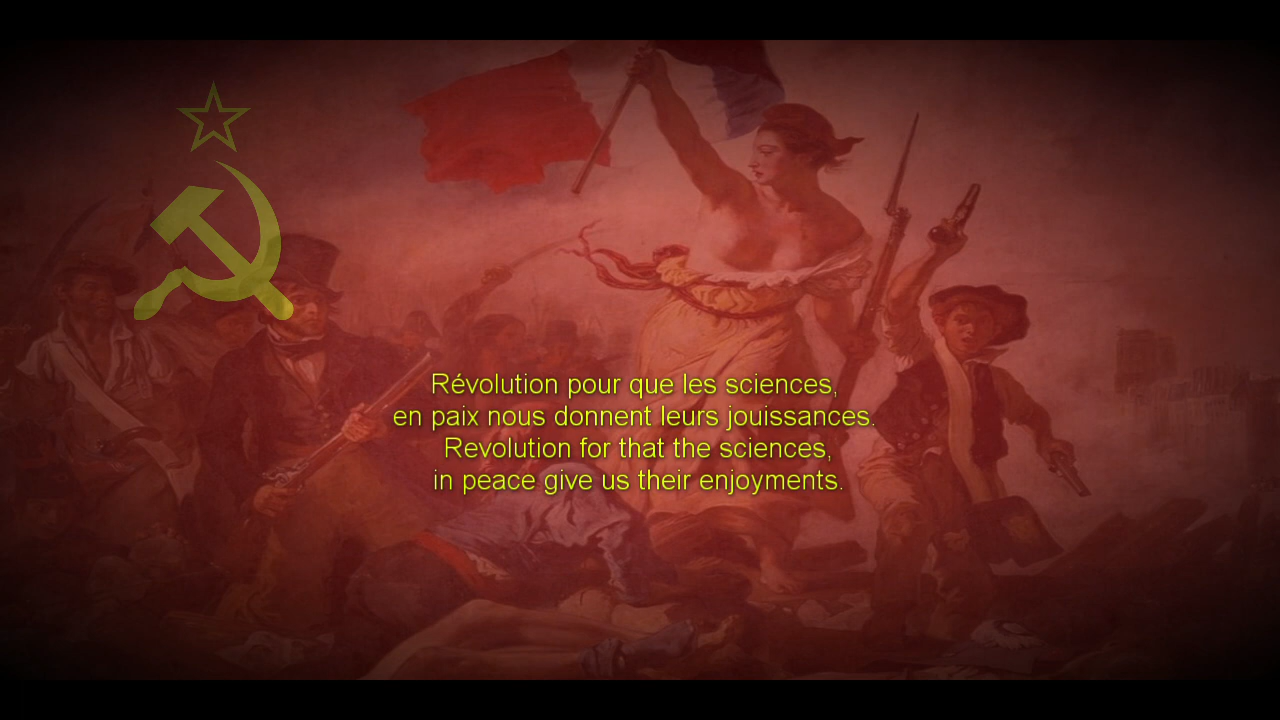 Révolution pour que les sciences,
en paix nous donnent leurs jouissances.
Revolution for that the sciences,
in peace give us their enjoyments.